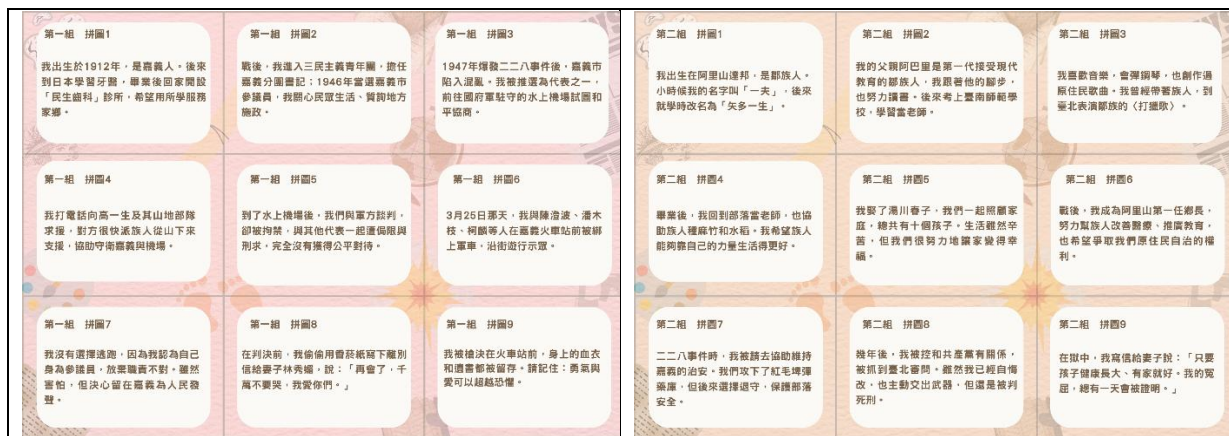 第一組 拼圖1
我出生於1912年，是嘉義人。後來
到日本學習牙醫，畢業後回家開設
「民生齒科」診所，希望用所學服務
家鄉。
第一組 拼圖2
戰後，我進入三民主義青年團，擔任
嘉義分團書記；1946年當選嘉義市
參議員，我關心民眾生活、質詢地方
施政。
第一組 拼圖3
1947年爆發二二八事件後，嘉義市
陷入混亂。我被推選為代表之一，
前往國府軍駐守的水上機場試圖和
平協商。
第一組 拼圖4
我打電話向高一生及其山地部隊
求援，對方很快派族人從山下來
支援，協助守衛嘉義與機場。
第一組 拼圖5
到了水上機場後，我們與軍方談判，
卻被拘禁，與其他代表一起遭侮限與
刑求，完全沒有獲得公平對待。
第一組 拼圖6
3月25日那天，我與陳澄波、潘木
枝、柯麟等人在嘉義火車站前被綁
上軍車，沿街遊行示眾。
第一組 拼圖7
我沒有選擇逃跑，因為我認為自己
身為參議員，放棄職責不對。雖然
害怕，但決心留在嘉義為人民發
聲。
第一組 拼圖8
在判決前，我偷偷用香菸紙寫下離別
信給妻子林秀媚，說：「再會了，千
萬不要哭，我愛你們。」
第一組 拼圖9
我被槍決在火車站前，身上的血衣
和遺書都被留存。請記住：勇氣與
愛可以超越恐懼。
第二組 拼圖1
我出生在阿里山達邦，是鄒族人。
小時候我的名字叫「一夫」，後來
就學時改名為「矢多一生」。
第二組 拼圖2
我的父親阿巴里是第一代接受現代
教育的鄒族人，我跟著他的腳步，
也努力讀書。後來考上臺南師範學
校，學習當老師。
第二組 拼圖3
我喜歡音樂，會彈鋼琴，也創作過
原住民歌曲。我曾經帶著族人，到
臺北表演鄒族的〈打獵歌〉。
第二組 拼圖4
畢業後，我回到部落當老師，也協
助族人種麻竹和水稻。我希望族人
能夠靠自己的力量生活得更好。
第二組 拼圖5
我娶了湯川春子，我們一起照顧家
庭，總共有十個孩子。生活雖然辛
苦，但我們很努力地讓家變得幸
福。
第二組 拼圖6
戰後，我成為阿里山第一任鄉長，
努力幫族人改善醫療、推廣教育，
也希望爭取我們原住民自治的權
利。
第二組 拼圖7
二二八事件時，我被請去協助維持
嘉義的治安。我們攻下了紅毛埤彈
藥庫，但後來選擇退守，保護部落
安全。
第二組 拼圖8
幾年後，我被控和共產黨有關係，
被抓到臺北審問。雖然我已經自悔
改，也主動交出武器，但還是被判
死刑。
第二組 拼圖9
在獄中，我寫信給妻子說：「只要
孩子健康長大、有家就好。我的冤
屈，總有一天會被證明。」